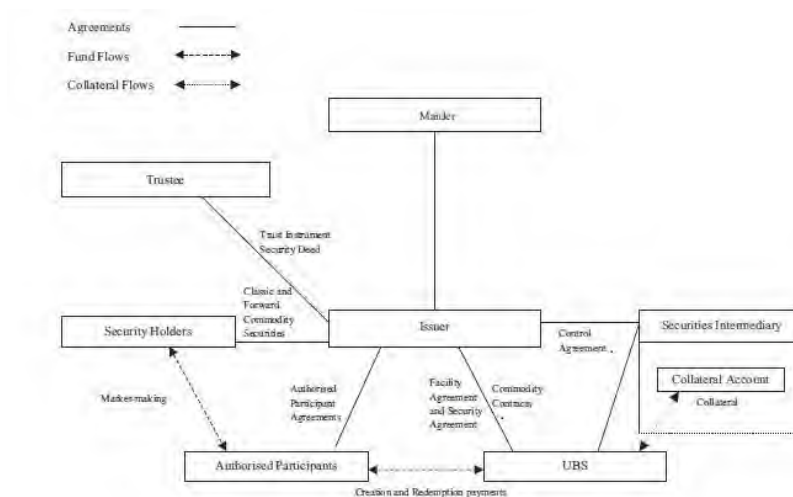 Agreements
Fund Flows
Collateral Flows
Trustee
Trust Instrument
Security Deed
Classic and
Forward
Commodity
Securities
Security Holders
Issuer
Control
Agreement
Securities Intermediary
Collateral Account
Collateral
Market-making
Authorised
Participant
Agreements
Facility
Agreement
and Security
Agreement
Commodity
Contracts
Authorised Participants
UBS
Creation and Redemption payments